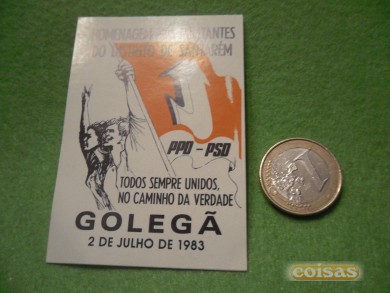 HOMENAGEM AOS MILITANTES
DO DISTRITO DE SANTARÉM
PPD - PSD
TODOS SEMPRE UNIDOS,
NO CAMINHO DA VERDADE
GOLEGÃ
2 DE JULHO DE 1983
coisas